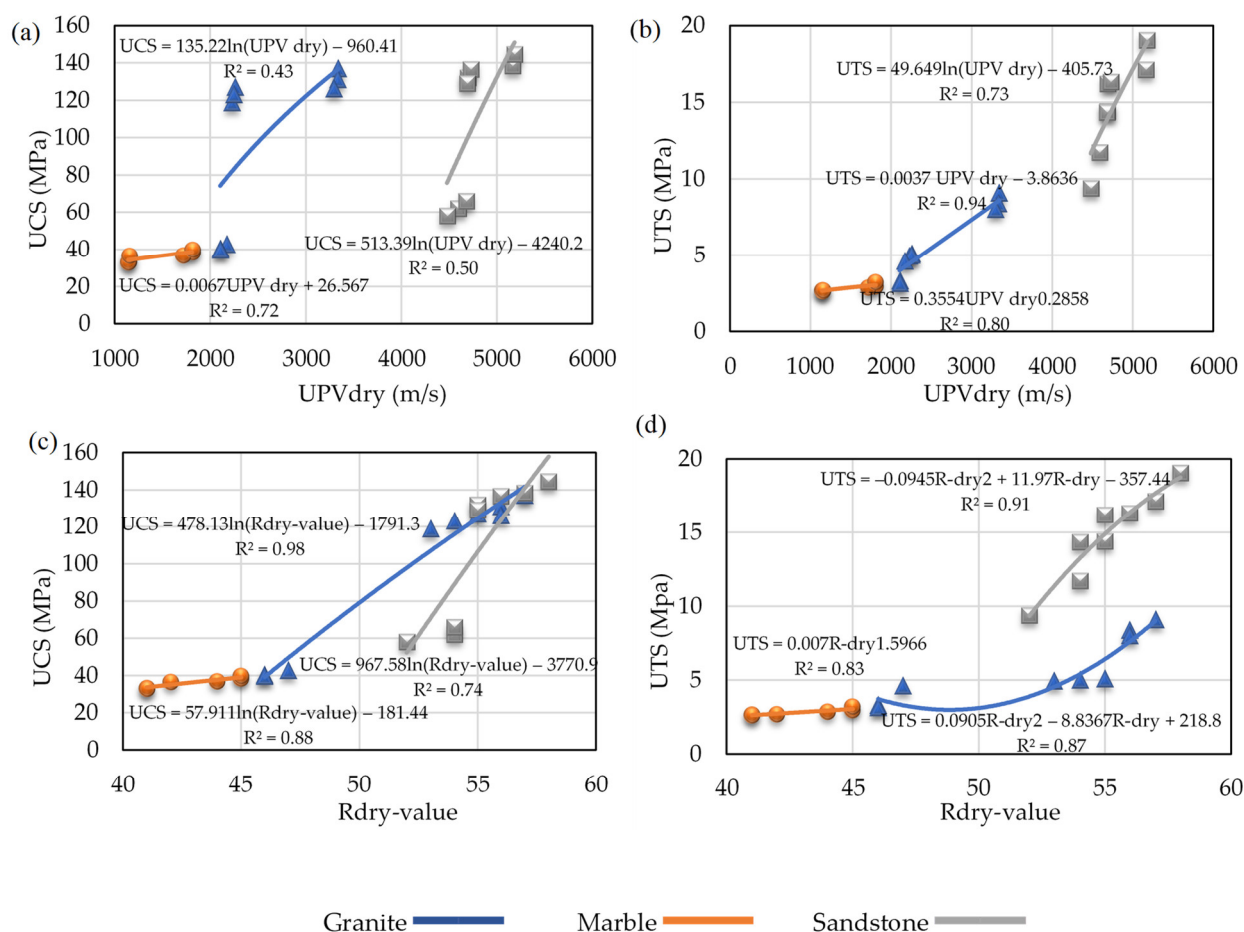 (a)
160
140
120
100
80
60
40
20
0
UCS (MPa)
UCS = 135.22ln(UPV dry) − 960.41
R² = 0.43
UCS = 513.39ln(UPV dry) − 4240.2
R² = 0.50
UCS = 0.0067UPV dry + 26.567
R² = 0.72
1000 2000 3000 4000 5000 6000
UPVdry (m/s)
(b)
20
15
10
5
0
UTS (MPa)
UTS = 49.649ln(UPV dry) − 405.73
R² = 0.73
UTS = 0.0037 UPV dry − 3.8636
R² = 0.94
UTS = 0.3554UPV dry0.2858
R² = 0.80
0 1000 2000 3000 4000 5000 6000
UPVdry (m/s)
(c)
160
140
120
100
80
60
40
20
0
UCS (MPa)
UCS = 478.13ln(Rdry-value) − 1791.3
R² = 0.98
UCS = 967.58ln(Rdry-value) − 3770.9
R² = 0.74
UCS = 57.911ln(Rdry-value) − 181.44
R² = 0.88
40 45 50 55 60
Rdry-value
(d)
20
15
10
5
0
UTS (Mpa)
UTS = −0.0945R-dry2 + 11.97R-dry − 357.44
R² = 0.91
UTS = 0.007R-dry1.5966
R² = 0.83
UTS = 0.0905R-dry2 − 8.8367R-dry + 218.8
R² = 0.87
40 45 50 55 60
Rdry-value
Granite Marble Sandstone